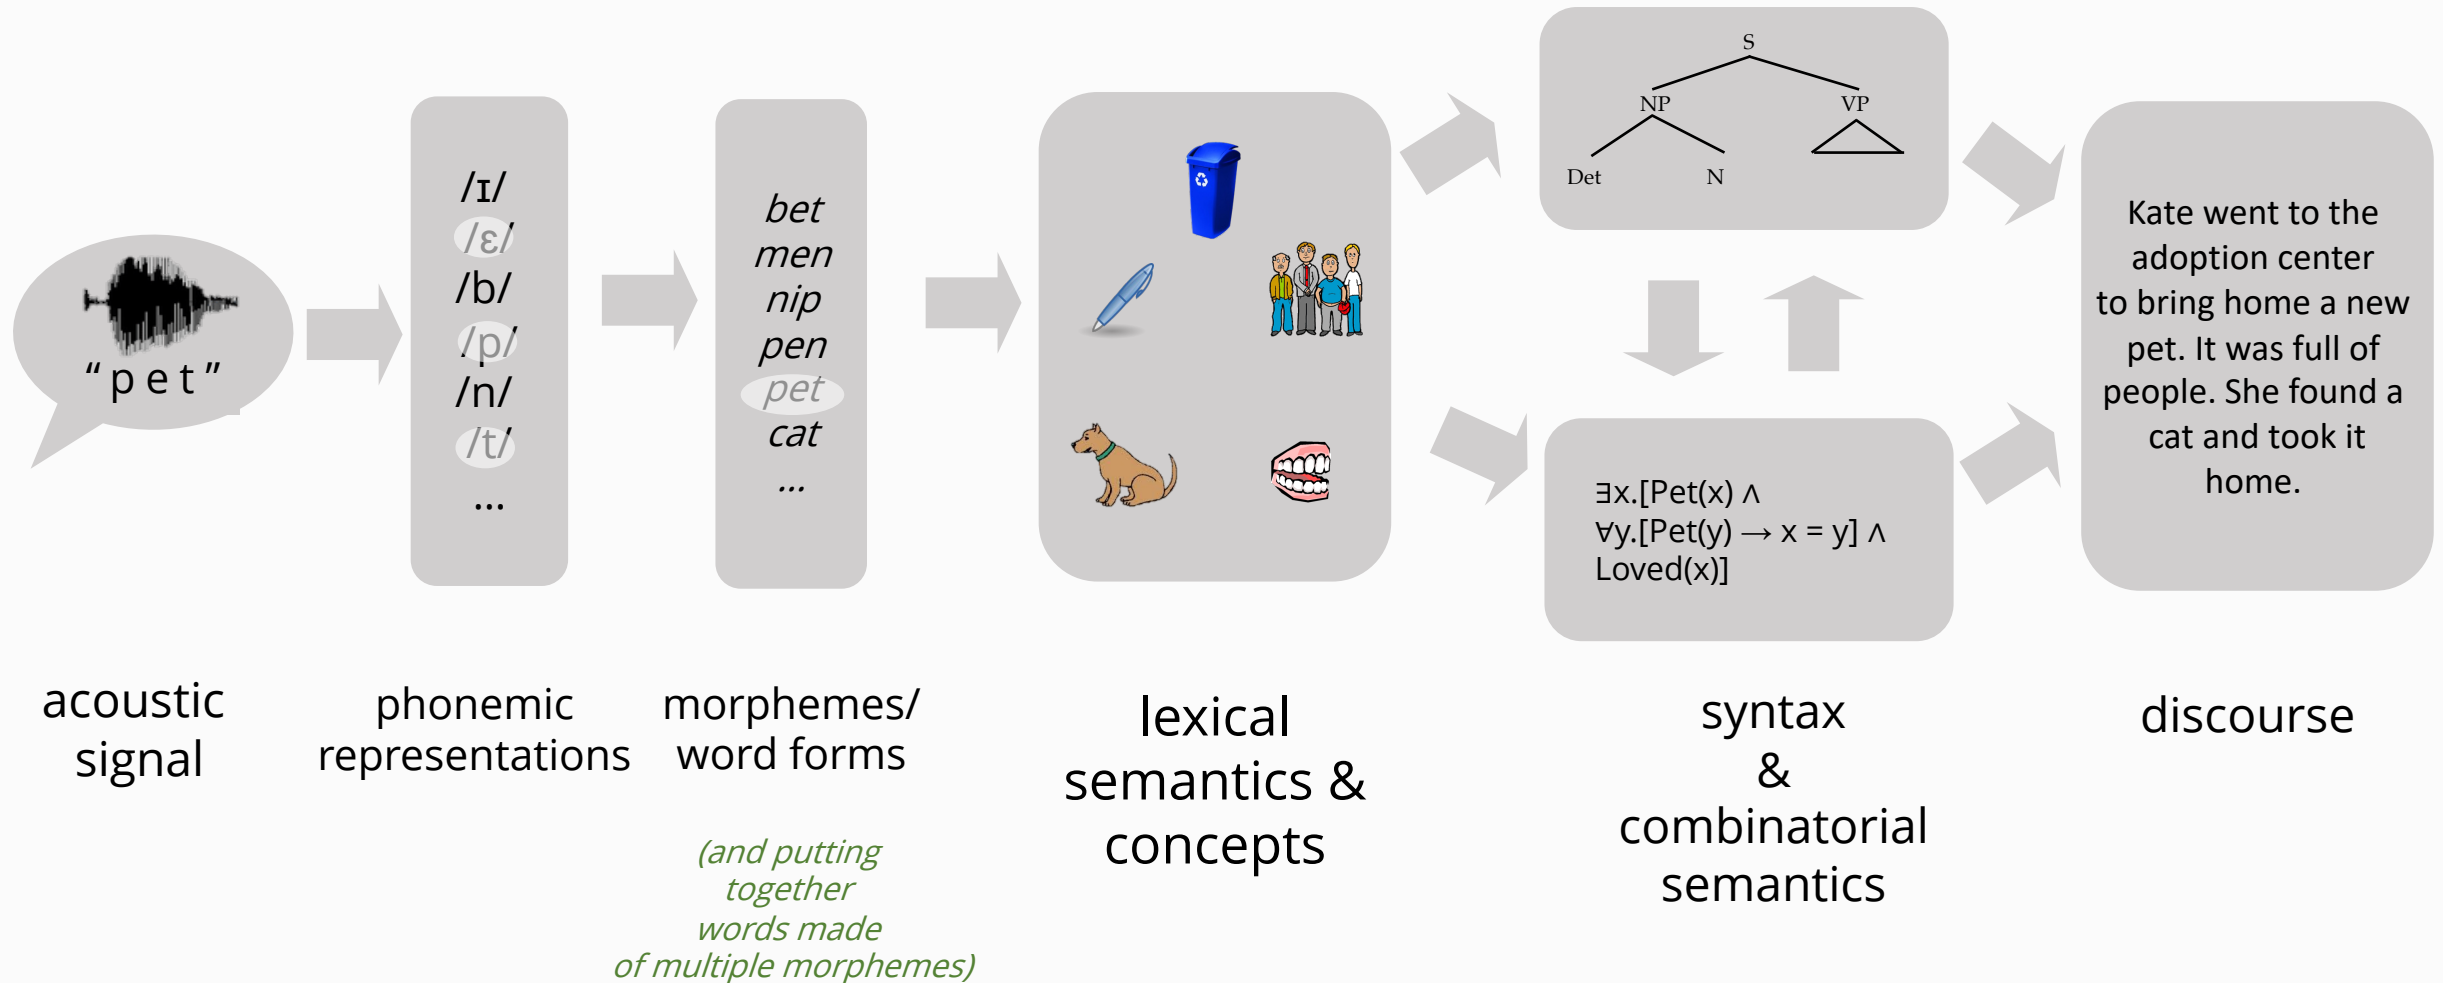 “ p e t ”
/ɪ/
/ɛ/
/b/
/p/
/n/
/t/
...
bet
men
nip
pen
pet
cat
...
S
NP VP
Det N
∃x.[Pet(x) ∧
∀y.[Pet(y) → x = y] ∧
Loved(x)]
Kate went to the
adoption center
to bring home a new
pet. It was full of
people. She found a
cat and took it
home.
acoustic
signal
phonemic
representations
morphemes/
word forms
(and putting
together
words made
of multiple morphemes)
lexical
semantics &
concepts
syntax
&
combinatorial
semantics
discourse